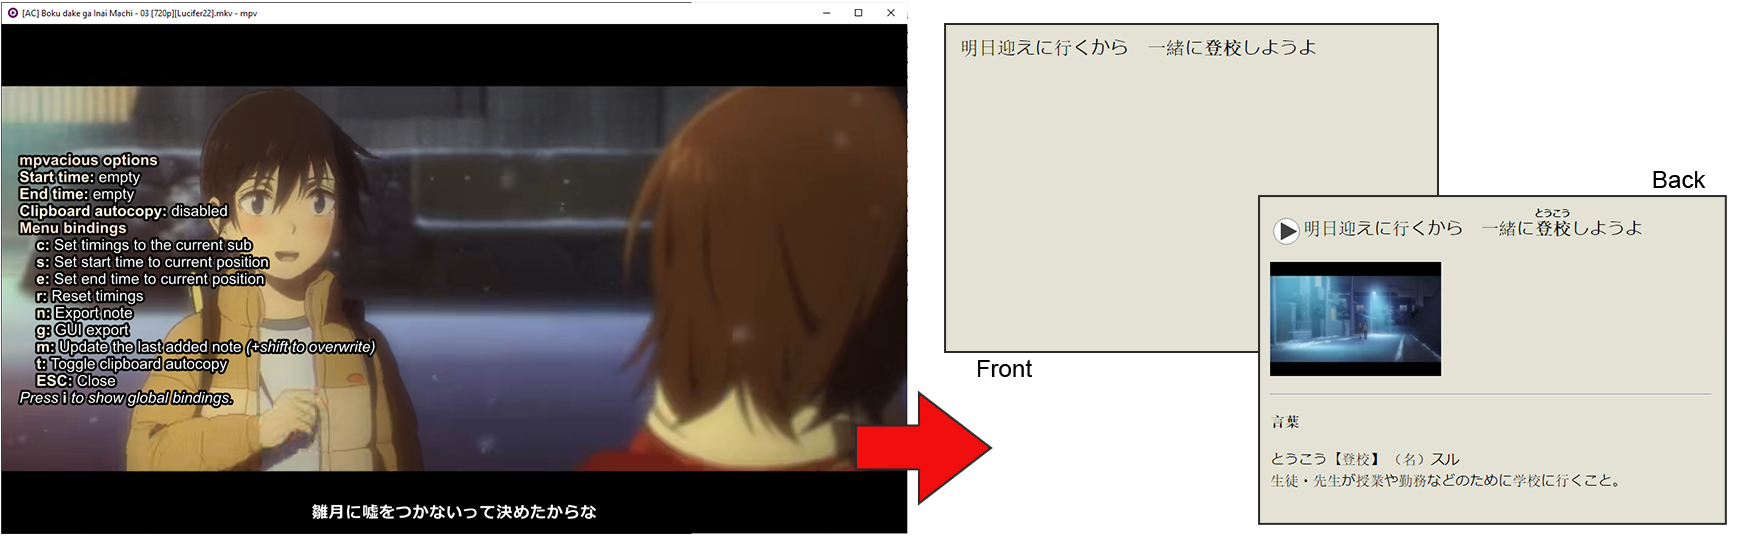 [AC] Boku dake ga Inai Machi - 03 [720p][Lucifer22].mkv - mpv
mpvacious options
Start time: empty
End time: empty
Clipboard autocopy: disabled
Menu bindings
c: Set timings to the current sub
s: Set start time to current position
e: Set end time to current position
r: Reset timings
n: Export note
g: GUI export
m: Update the last added note (+shift to overwrite)
t: Toggle clipboard autocopy
ESC: Close
Press i to show global bindings.
雛月に嘘をつかないって決めたからな
明日迎えに行くから　一緒に登校しようよ
Front
Back
とうこう
明日迎えに行くから　一緒に登校しようよ
言葉
とうこう【登校】（名）スル
生徒・先生が授業や勤務などのために学校に行くこと。